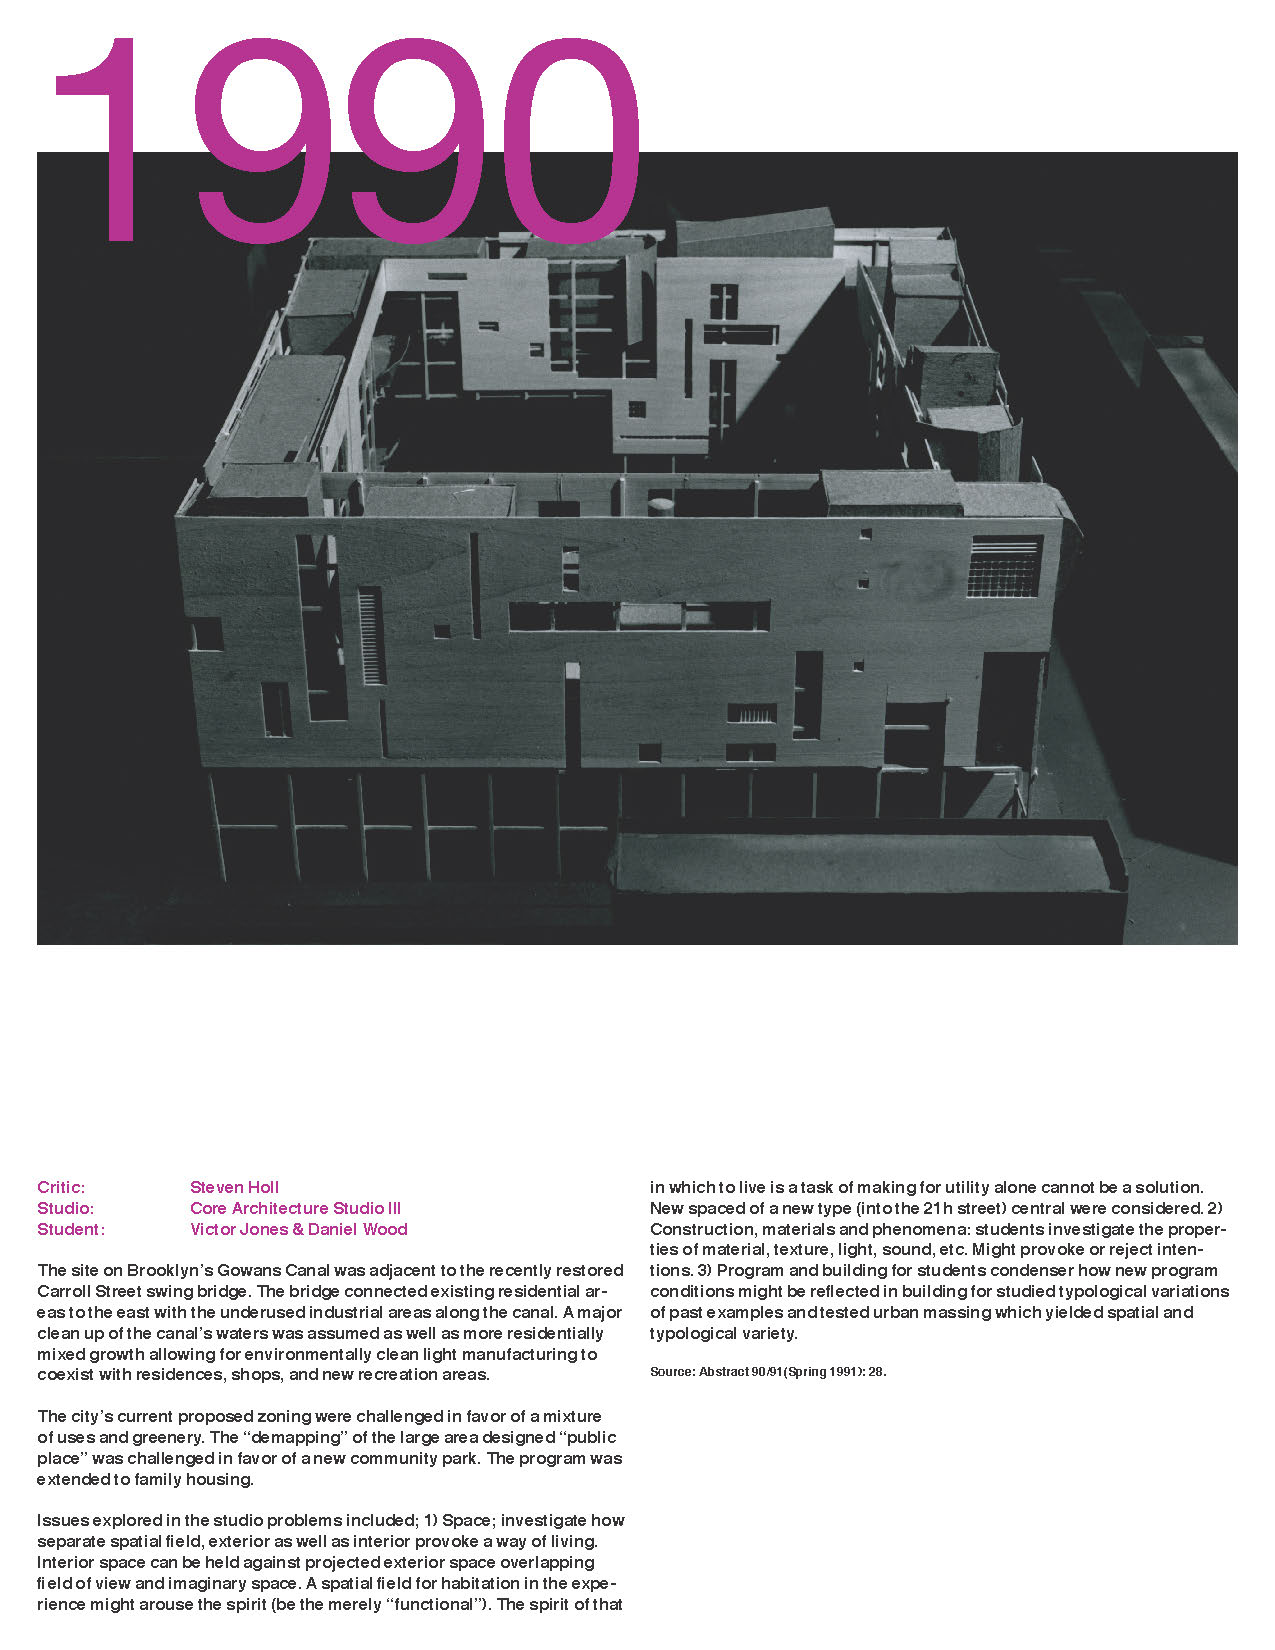 1990
Critic: Steven Holl
Studio: Core Architecture Studio III
Student: Victor Jones & Daniel Wood
The site on Brooklyn's Gowans Canal was adjacent to the recently restored
Carroll Street swing bridge. The bridge connected existing residential ar-
eas to the east with the underused industrial areas along the canal. A major
clean up of the canal's waters was assumed as well as more residentially
mixed growth allowing for environmentally clean light manufacturing to
coexist with residences, shops, and new recreation areas.
The city's current proposed zoning were challenged in favor of a mixture
of uses and greenery. The “demapping” of the large area designed “public
place” was challenged in favor of a new community park. The program was
extended to family housing.
Issues explored in the studio problems included; 1) Space; investigate how
separate spatial field, exterior as well as interior provoke a way of living.
Interior space can be held against projected exterior space overlapping
field of view and imaginary space. A spatial field for habitation in the expe-
rience might arouse the spirit (be the merely “functional”). The spirit of that
in which to live is a task of making for utility alone cannot be a solution.
New spaced of a new type (into the 21h street) central were considered. 2)
Construction, materials and phenomena: students investigate the proper-
ties of material, texture, light, sound, etc. Might provoke or reject inten-
tions. 3) Program and building for students condenser how new program
conditions might be reflected in building for studied typological variations
of past examples and tested urban massing which yielded spatial and
typological variety.
Source: Abstract 90/91(Spring 1991): 28.